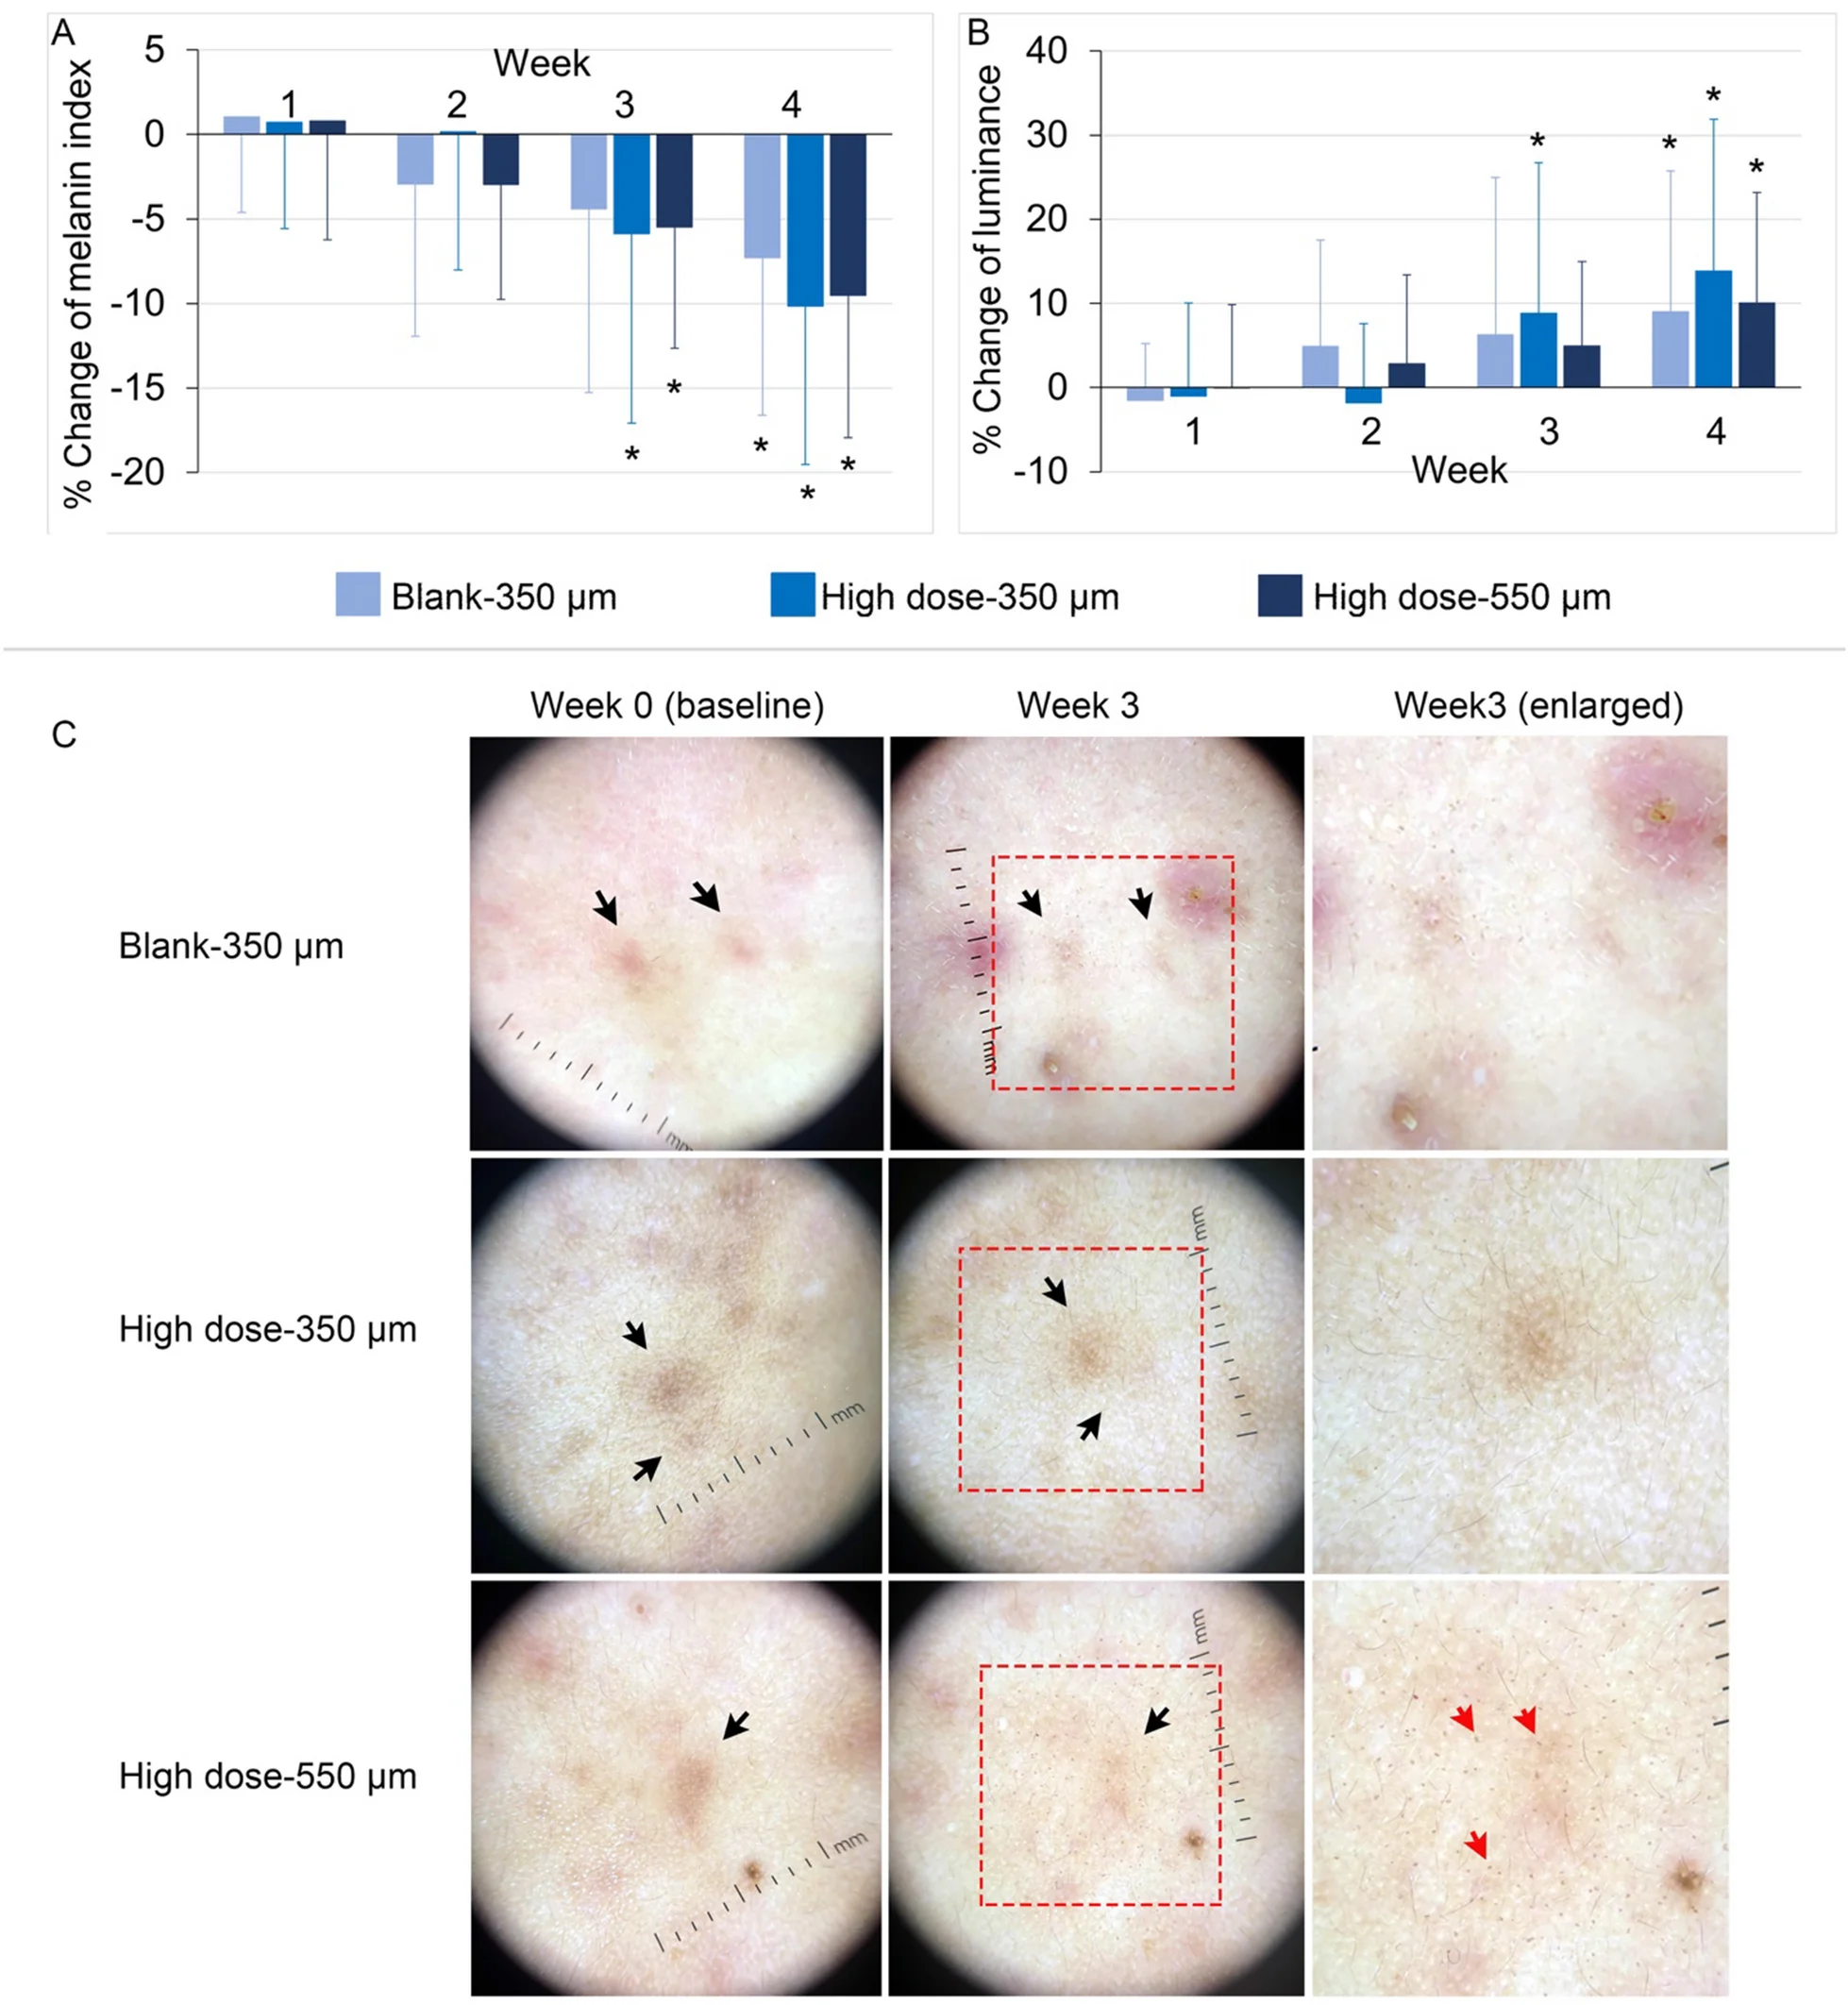 A
% Change of melanin index
5
0
-5
-10
-15
-20
Week
1 2 3 4
* * * * *
B
% Change of luminance
40
30
20
10
0
-10
* * * *
1 2 3 4
Week
Blank-350 µm High dose-350 µm High dose-550 µm
C
Week 0 (baseline) Week 3 Week3 (enlarged)
Blank-350 µm
mm
mm
High dose-350 µm
mm
mm
High dose-550 µm
mm
mm